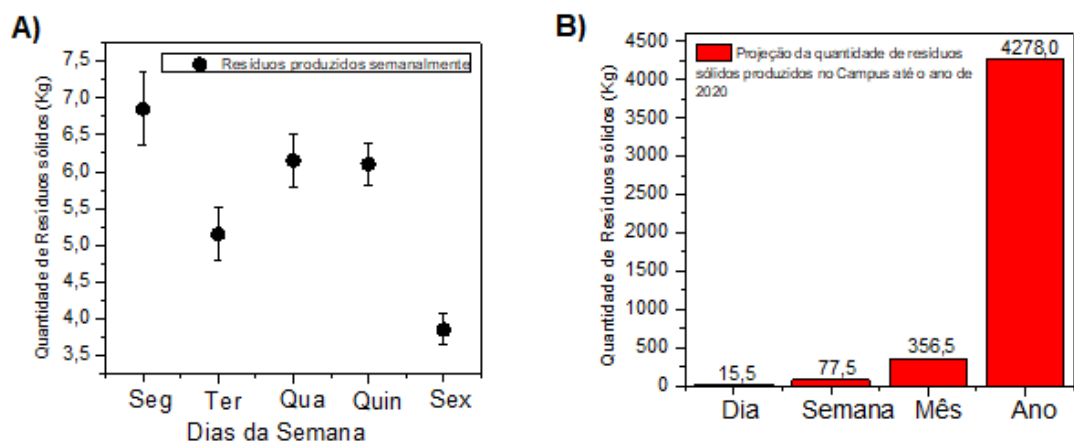 A)
Quantidade de Resíduos sólidos (Kg)
7,5
7,0
6,5
6,0
5,5
5,0
4,5
4,0
3,5
Resíduos produzidos semanalmente
Seg Ter Qua Quin Sex
Dias da Semana
B)
Quantidade de resíduos sólidos (Kg)
4500
4000
3500
3000
2500
2000
1500
1000
500
0
Projeção da quantidade de resíduos
sólidos produzidos no Campus até o ano de
2020
15,5
77,5
356,5
4278,0
Dia Semana Mês Ano